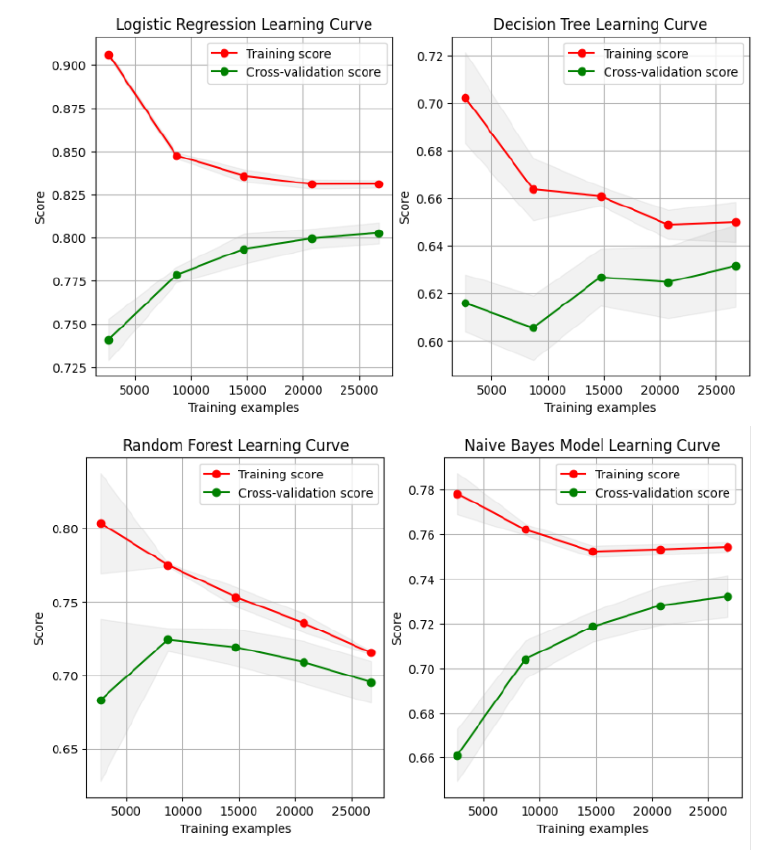 Logistic Regression Learning Curve
Training score
Cross-validation score
0.900
0.875
0.850
0.825
0.800
0.775
0.750
0.725
Score
5000 10000 15000 20000 25000
Training examples
Decision Tree Learning Curve
Training score
Cross-validation score
0.72
0.70
0.68
0.66
0.64
0.62
0.60
Score
5000 10000 15000 20000 25000
Training examples
Random Forest Learning Curve
Training score
Cross-validation score
0.80
0.75
0.70
0.65
Score
5000 10000 15000 20000 25000
Training examples
Naive Bayes Model Learning Curve
Training score
Cross-validation score
0.78
0.76
0.74
0.72
0.70
0.68
0.66
Score
5000 10000 15000 20000 25000
Training examples